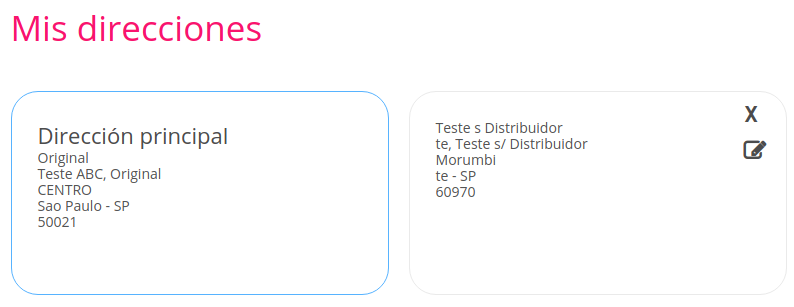 Mis direcciones
Dirección principal
Original
Teste ABC, Original
CENTRO
Sao Paulo - SP
50021
X
Teste s Distribuidor
te, Teste s/ Distribuidor
Morumbi
te - SP
60970